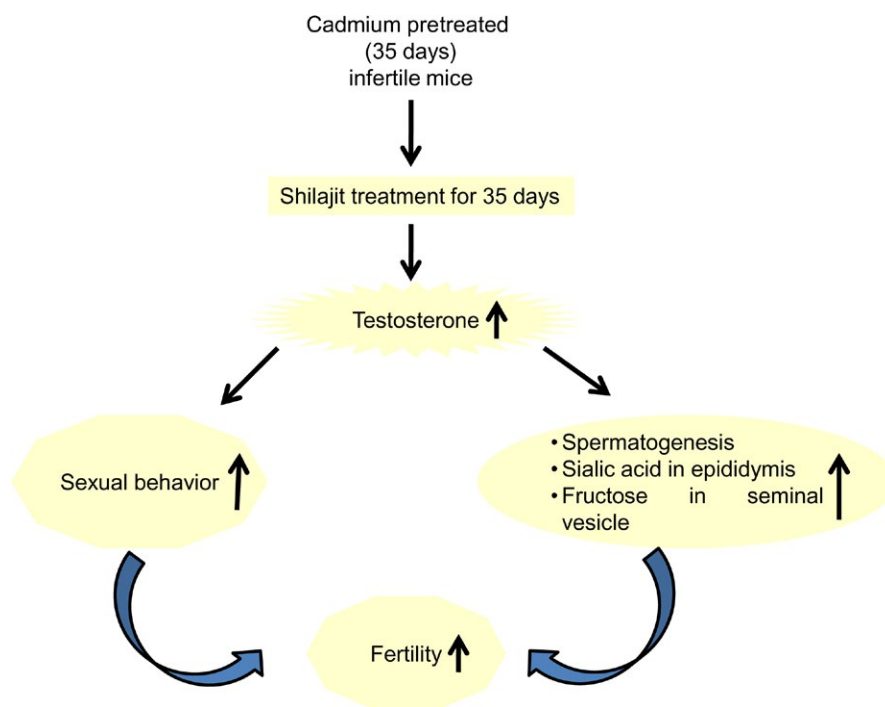 Cadmium pretreated
(35 days)
infertile mice
Shilajit treatment for 35 days
Testosterone
Sexual behavior
• Spermatogenesis
• Sialic acid in epididymis
• Fructose in seminal
vesicle
Fertility